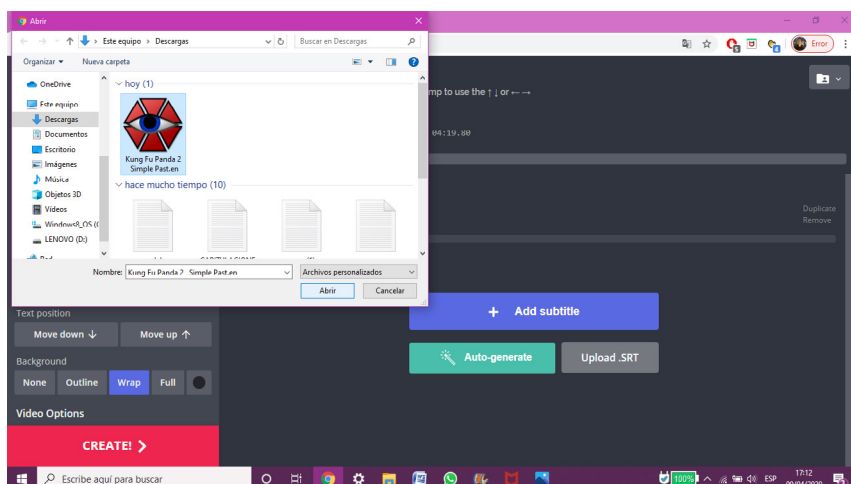 Abrir
Este equipo > Descargas
Buscar en Descargas
Organizar
Nueva carpeta
OneDrive
Este equipo
Descargas
Documentos
Escritorio
Imágenes
Música
Objetos 3D
Vídeos
Windows8_OS (
LENOVO (D:)
hoy (1)
Kung Fu Panda 2
Simple Past.en
hace mucho tiempo (10)
Nombre: Kung Fu Panda 2 Simple Past.en
Archivos personalizados
Abrir
Cancelar
Error
mp to use the ↑ ↓ or ← →
04:19.80
Duplicate
Remove
+ Add subtitle
Auto-generate
Upload .SRT
Text position
Move down ↓
Move up ↑
Background
None
Outline
Wrap
Full
Video Options
CREATE! >
Escribe aquí para buscar
100%
ESP
17:12
09/04/2020